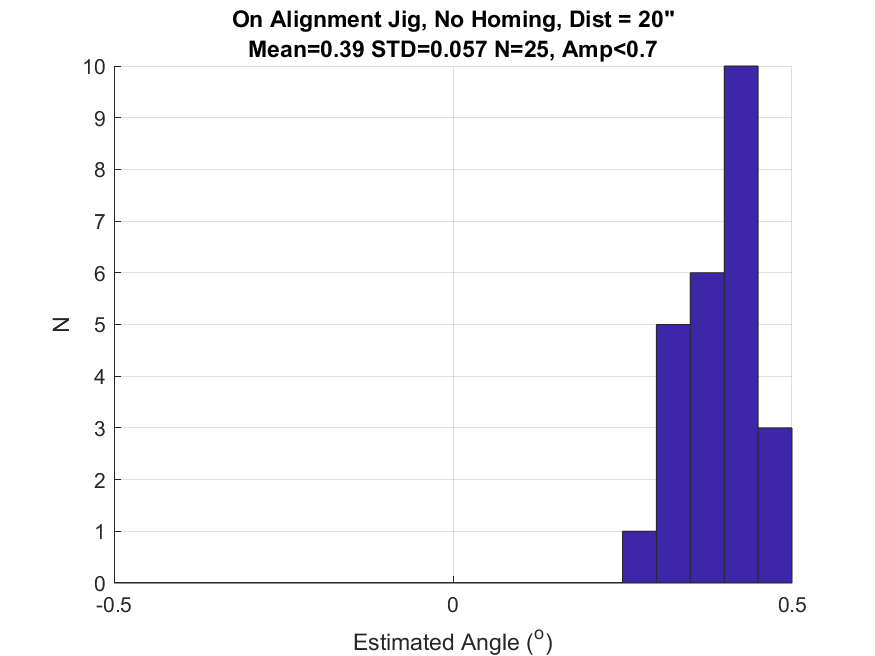 On Alignment Jig, No Homing, Dist = 20"
Mean=0.39 STD=0.057 N=25, Amp<0.7
10
9
8
7
6
5
4
3
2
1
0
N
-0.5 0 0.5
Estimated Angle (o)